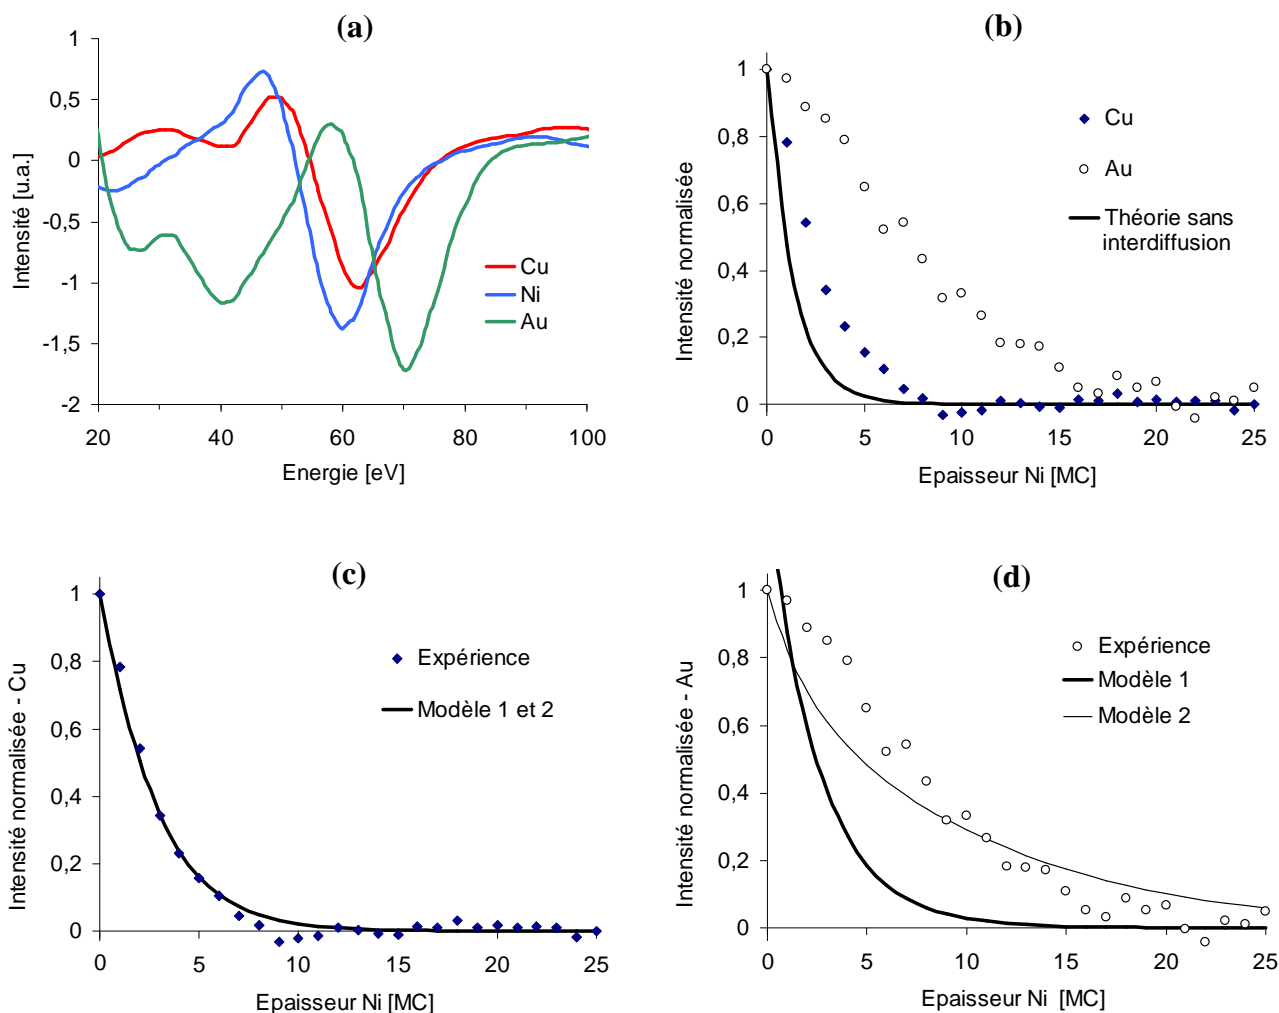 (a)
1
0,5
0
-0,5
-1
-1,5
-2
20
40
60
80
100
Intensité [u.a.]
Energie [eV]
Cu
Ni
Au
(b)
1
0,8
0,6
0,4
0,2
0
0
5
10
15
20
25
Intensité normalisée
Epaisseur Ni [MC]
Cu
Au
Théorie sans
interdiffusion
(c)
1
0,8
0,6
0,4
0,2
0
0
5
10
15
20
25
Intensité normalisée - Cu
Epaisseur Ni [MC]
Expérience
Modèle 1 et 2
(d)
1
0,8
0,6
0,4
0,2
0
0
5
10
15
20
25
Intensité normalisée - Au
Epaisseur Ni [MC]
Expérience
Modèle 1
Modèle 2